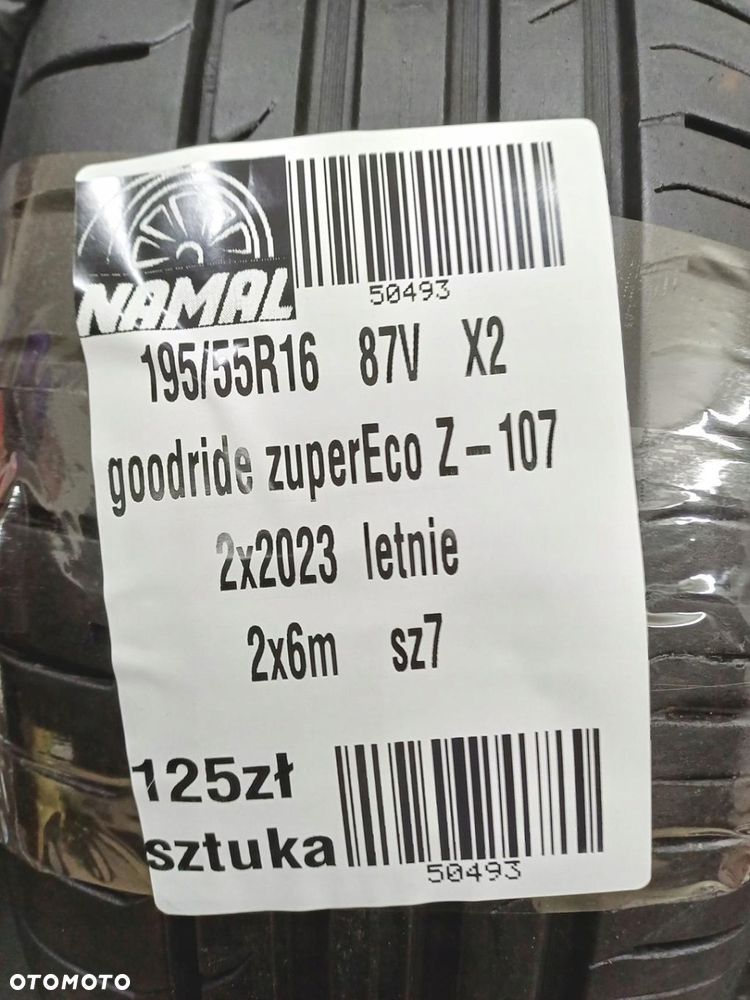 NAMAL
50493
195/55R16 87V X2
goodride zuperEco Z-107
2x2023 letnie
2x6m sz7
125zł
sztuka
50493
OTOMOTO